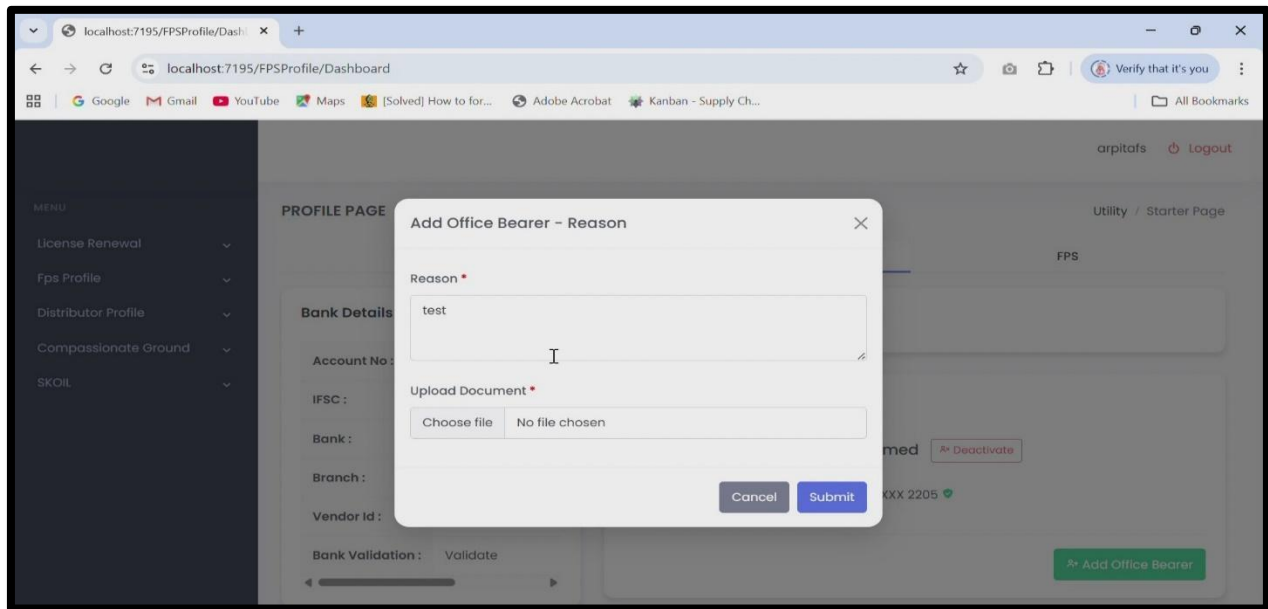 localhost:7195/FPSProfile/Dash
localhost:7195/FPSProfile/Dashboard
Verify that it's you
Google Gmail YouTube Maps [Solved] How to for... Adobe Acrobat Kanban - Supply Ch...
All Bookmarks
arpitafs Logout
MENU
License Renewal
Fps Profile
Distributor Profile
Compassionate Ground
SKOIL
PROFILE PAGE
Utility / Starter Page
FPS
Bank Details
Account No :
IFSC :
Bank :
Branch :
Vendor Id :
Bank Validation : Validate
Add Office Bearer - Reason
Reason *
test
Upload Document *
Choose file No file chosen
Cancel Submit
med Deactivate
XXX 2205
Add Office Bearer